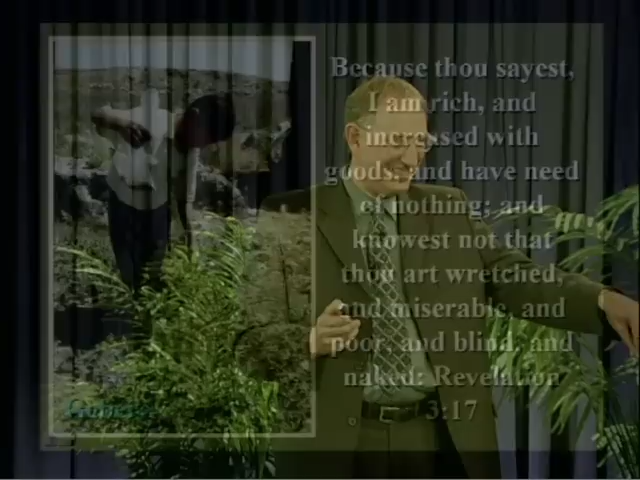 Because thou sayest,
I am rich, and
increased with
goods, and have need
of nothing; and
knowest not that
thou art wretched,
and miserable, and
poor, and blind, and
naked: Revelation
3:17